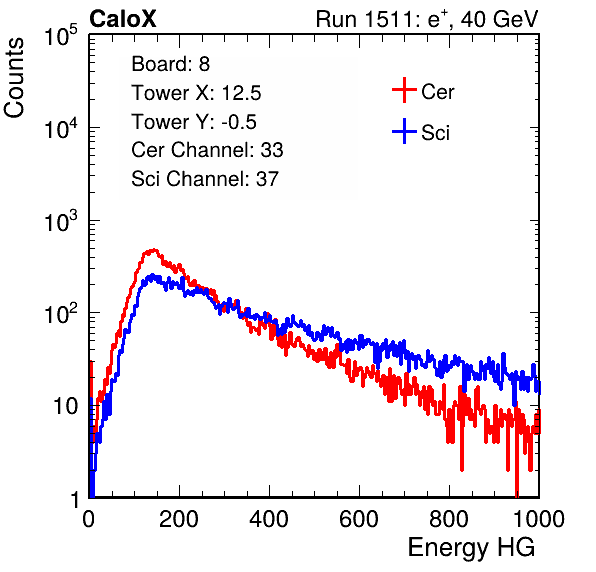 CaloX Run 1511: e⁺, 40 GeV
Counts
10⁵
10⁴
10³
10²
10
1
Board: 8
Tower X: 12.5
Tower Y: -0.5
Cer Channel: 33
Sci Channel: 37
Cer
Sci
0 200 400 600 800 1000
Energy HG